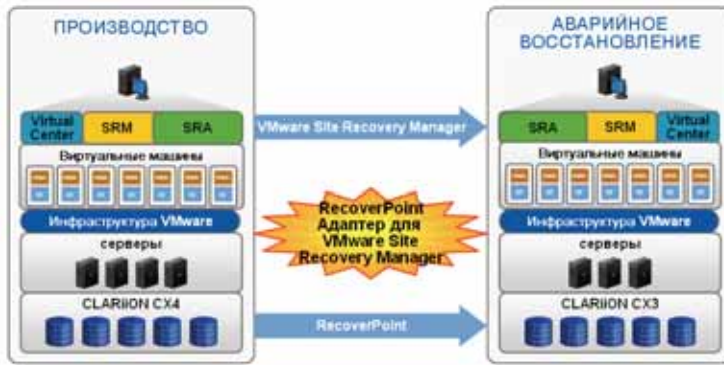 ПРОИЗВОДСТВО
Virtual
Center
SRM
SRA
Виртуальные машины
Инфраструктура VMware
серверы
CLARiiON CX4
VMware Site Recovery Manager
RecoverPoint
Адаптер для
VMware Site
Recovery Manager
RecoverPoint
АВАРИЙНОЕ
ВОССТАНОВЛЕНИЕ
SRA
SRM
Virtual
Center
Виртуальные машины
Инфраструктура VMware
серверы
CLARiiON CX3